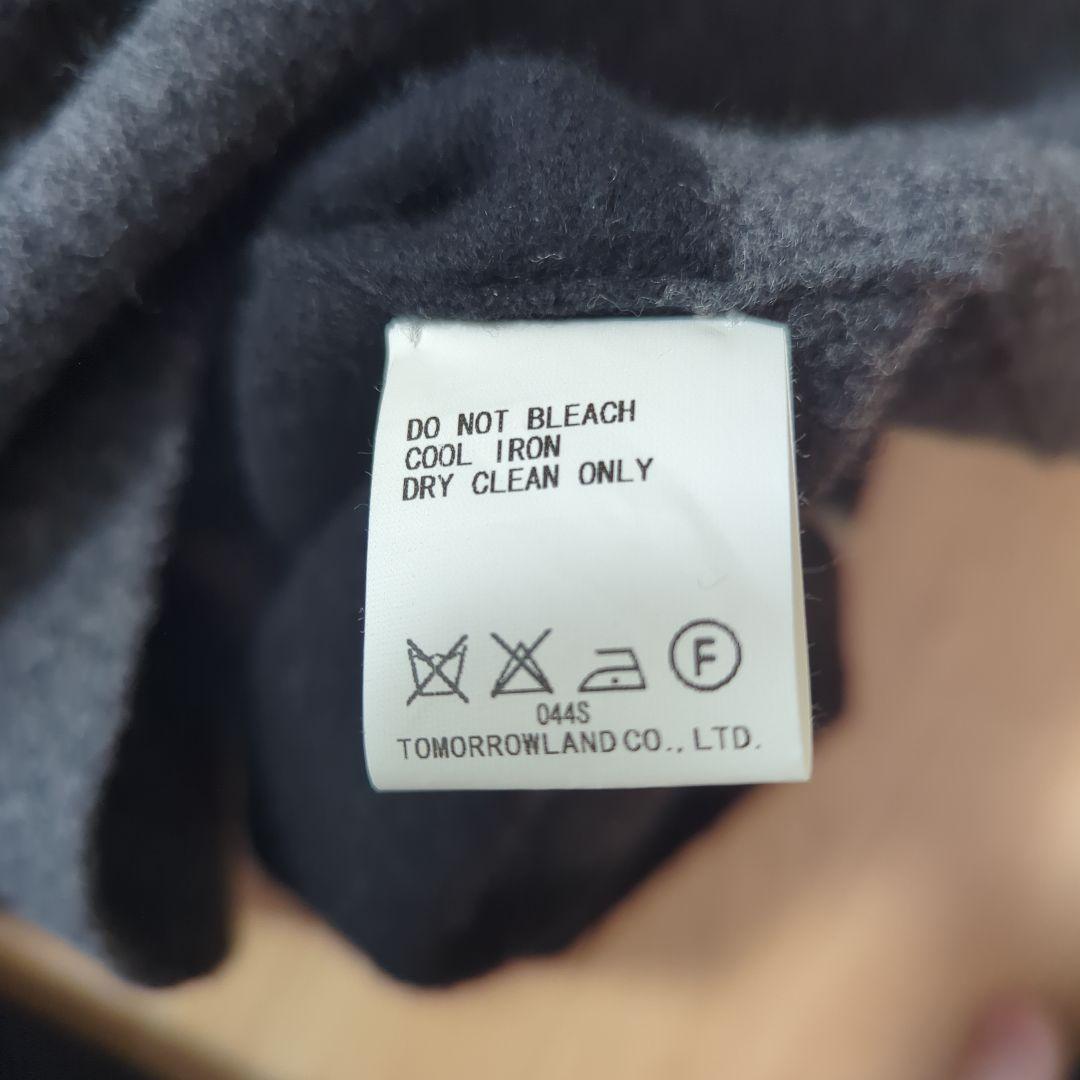 DO NOT BLEACH
COOL IRON
DRY CLEAN ONLY
F
044S
TOMORROWLAND CO., LTD.